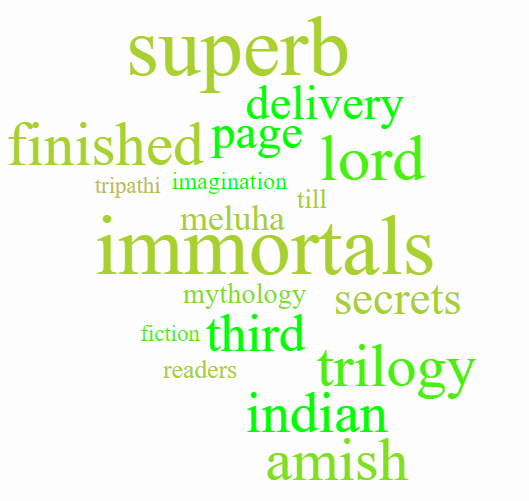 superb
delivery
finished page
lord
tripathi imagination
till
meluha
immortals
mythology secrets
fiction third
readers trilogy
indian
amish